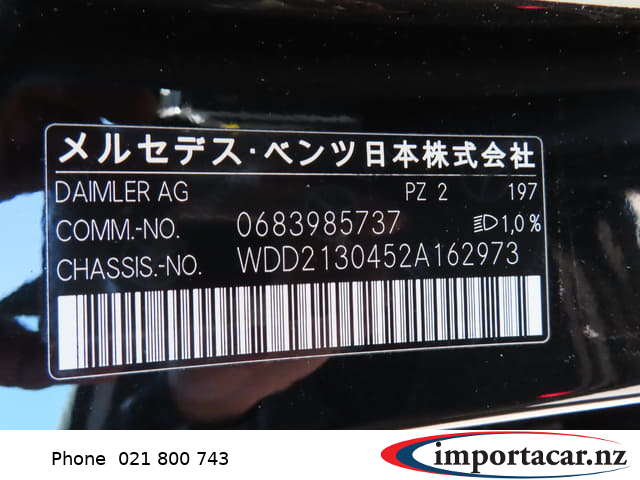 メルセデス・ベンツ日本株式会社
DAIMLER AG PZ 2 197
COMM.-NO. 0683985737 1,0%
CHASSIS.-NO. WDD2130452A162973
Phone 021 800 743
importacar.nz